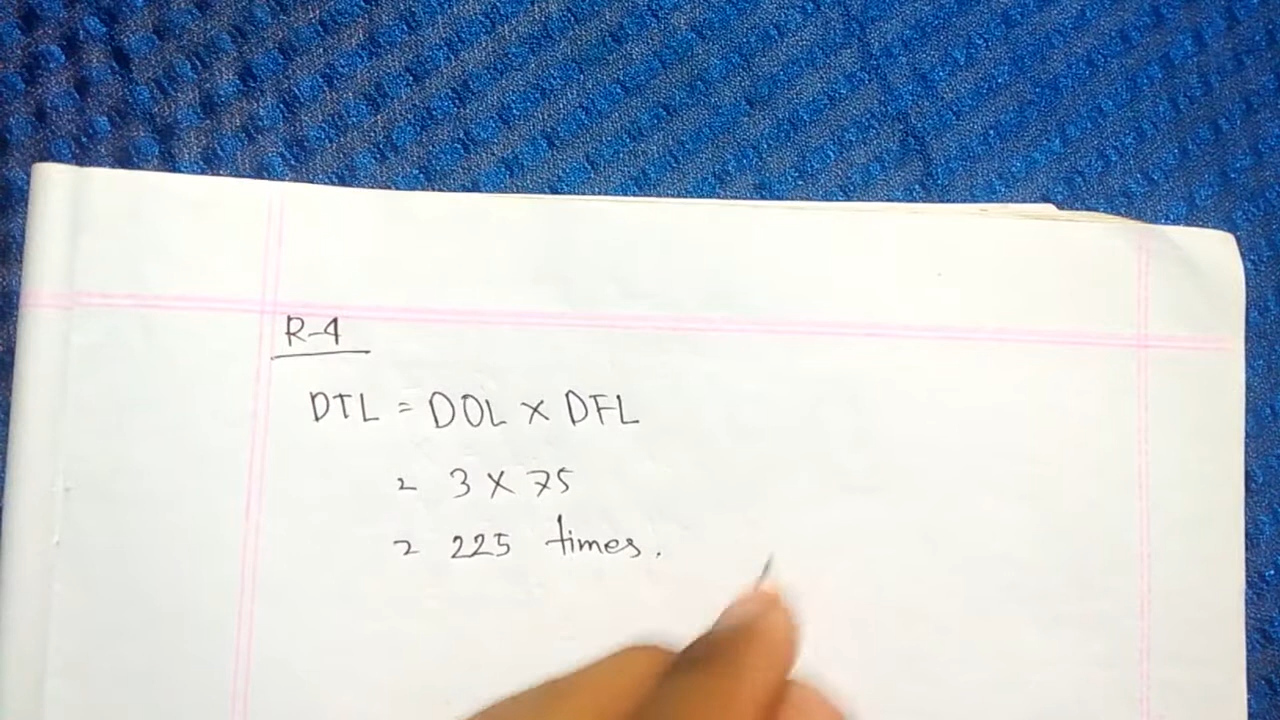 R-4
DTL = DOL × DFL
= 3 × 75
= 225 times.